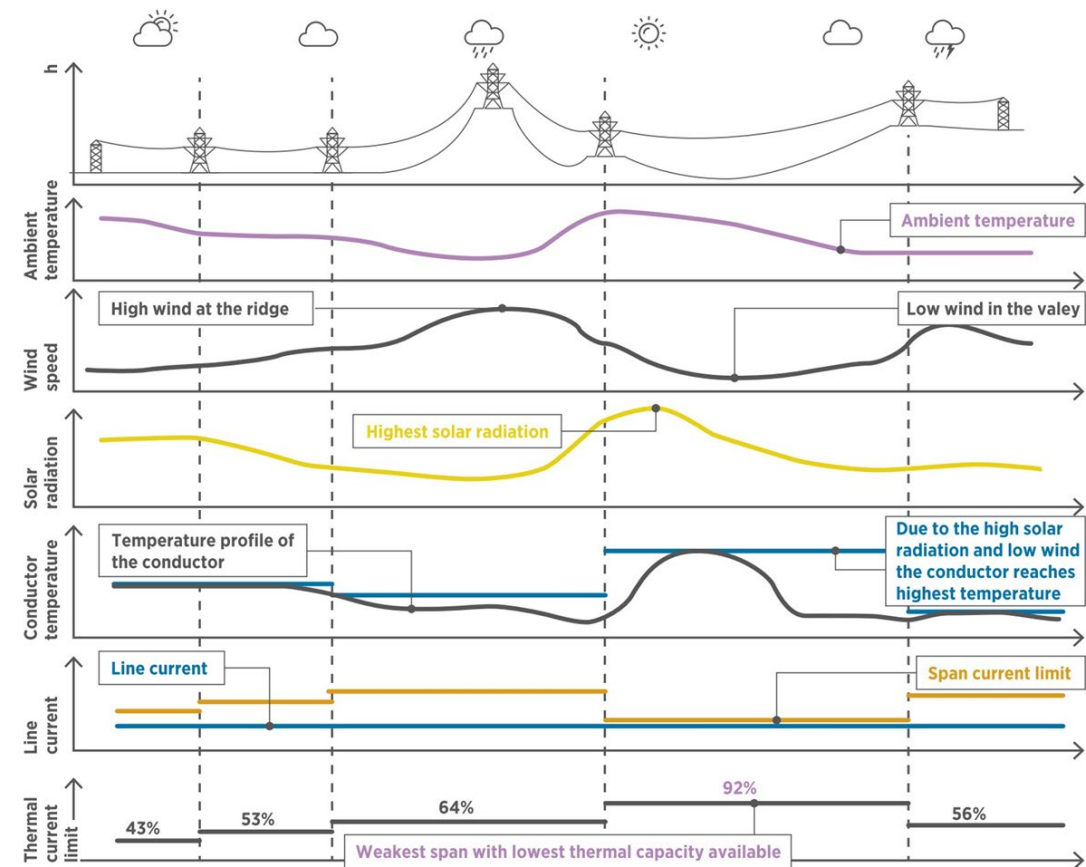 h
Ambient
temperature
Ambient temperature
Wind
speed
High wind at the ridge
Low wind in the valey
Solar
radiation
Highest solar radiation
Conductor
temperature
Temperature profile of
the conductor
Due to the high solar
radiation and low wind
the conductor reaches
highest temperature
Line
current
Line current
Span current limit
Thermal
current
limit
43%
53%
64%
92%
56%
Weakest span with lowest thermal capacity available